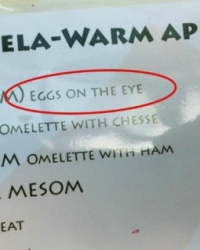 ELA-WARM AP
M) EGGS ON THE EYE
OMELETTE WITH CHESSE
M OMELETTE WITH HAM
MESOM
EAT